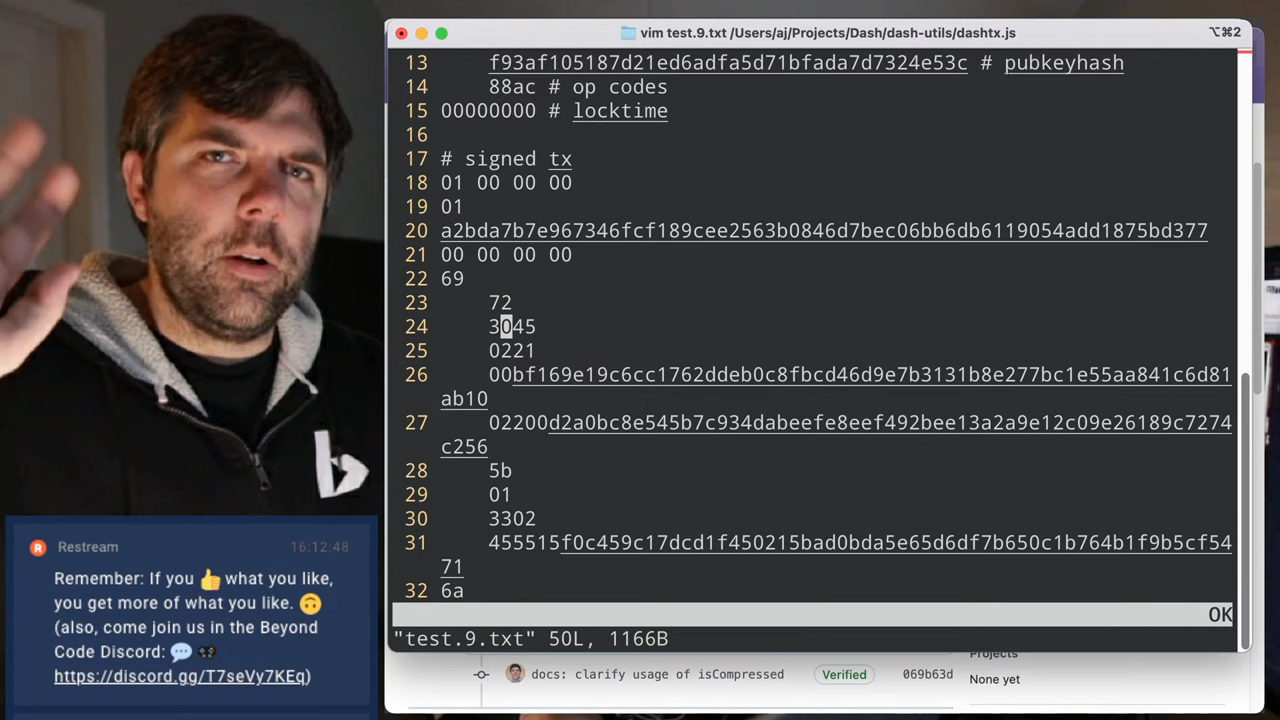 vim test.9.txt /Users/aj/Projects/Dash/dash-utils/dashtx.js
⌥⌘2
13 f93af105187d21ed6adfa5d71bfada7d7324e53c # pubkeyhash
14 88ac # op codes
15 00000000 # locktime
16
17 # signed tx
18 01 00 00 00
19 01
20 a2bda7b7e967346fcf189cee2563b0846d7bec06bb6db6119054add1875bd377
21 00 00 00 00
22 69
23 72
24 3045
25 0221
26 00bf169e19c6cc1762ddeb0c8fbcd46d9e7b3131b8e277bc1e55aa841c6d81
ab10
27 02200d2a0bc8e545b7c934dabeefe8eef492bee13a2a9e12c09e26189c7274
c256
28 5b
29 01
30 3302
31 455515f0c459c17dcd1f450215bad0bda5e65d6df7b650c1b764b1f9b5cf54
71
32 6a
OK
"test.9.txt" 50L, 1166B
Restream 16:12:48
Remember: If you 👍 what you like,
you get more of what you like. 🙃
(also, come join us in the Beyond
Code Discord: 💬 🎮
https://discord.gg/T7seVy7KEq)
Projects
docs: clarify usage of isCompressed Verified 069b63d
None yet